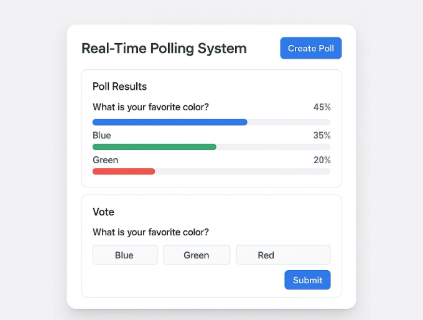 Real-Time Polling System Create Poll
Poll Results
What is your favorite color? 45%
Blue 35%
Green 20%
Vote
What is your favorite color?
Blue Green Red
Submit